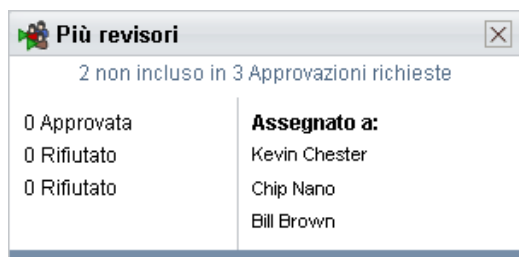 Più revisori
2 non incluso in 3 Approvazioni richieste
0 Approvata
0 Rifiutato
0 Rifiutato
Assegnato a:
Kevin Chester
Chip Nano
Bill Brown